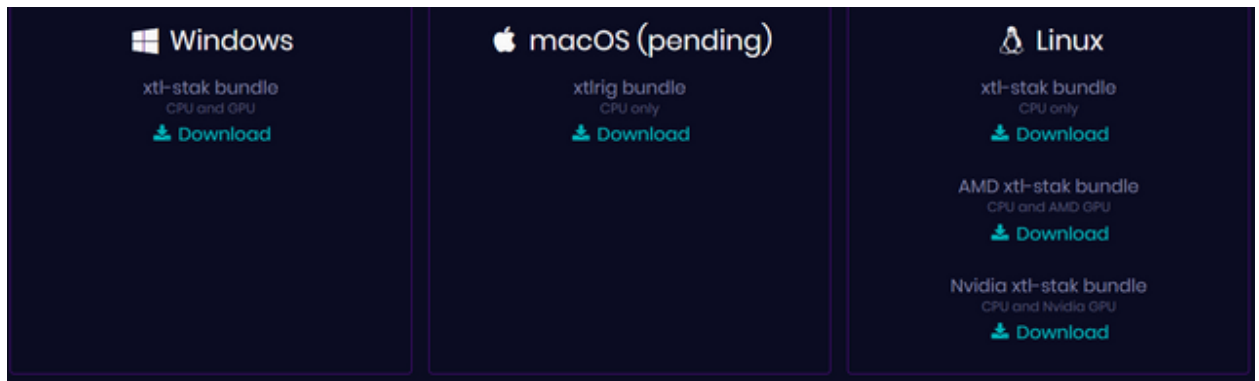 Windows
xtl-stak bundle
CPU and GPU
Download
macOS (pending)
xtlrig bundle
CPU only
Download
Linux
xtl-stak bundle
CPU only
Download
AMD xtl-stak bundle
CPU and AMD GPU
Download
Nvidia xtl-stak bundle
CPU and Nvidia GPU
Download